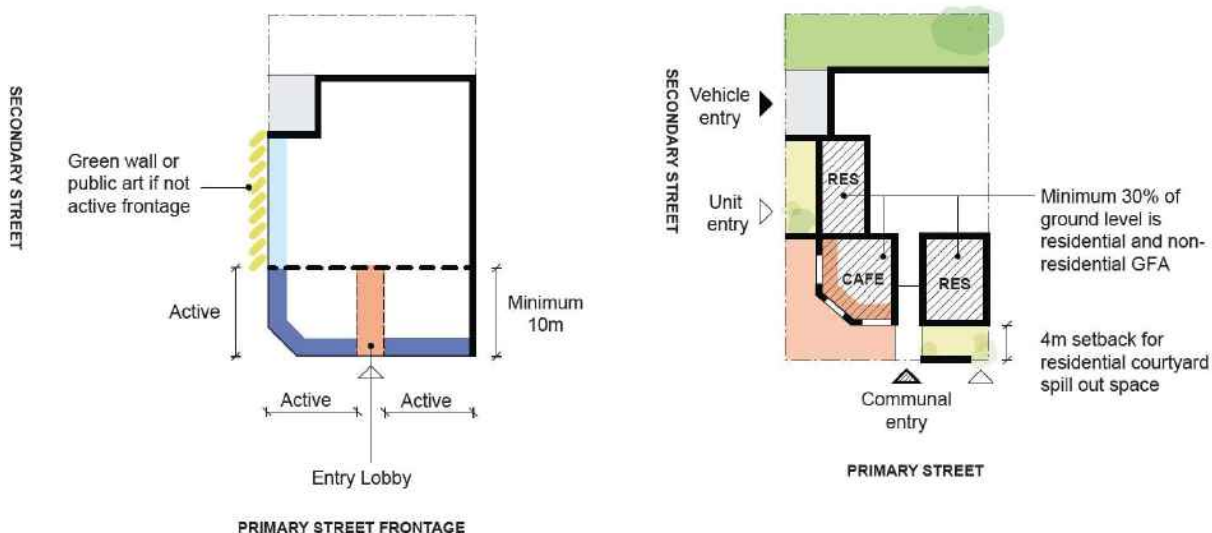 SECONDARY STREET
Green wall or
public art if not
active frontage
Active
Minimum
10m
Active
Active
Entry Lobby
PRIMARY STREET FRONTAGE
SECONDARY STREET
Vehicle
entry
Unit
entry
RES
CAFE
RES
Minimum 30% of
ground level is
residential and non-
residential GFA
4m setback for
residential courtyard
spill out space
Communal
entry
PRIMARY STREET